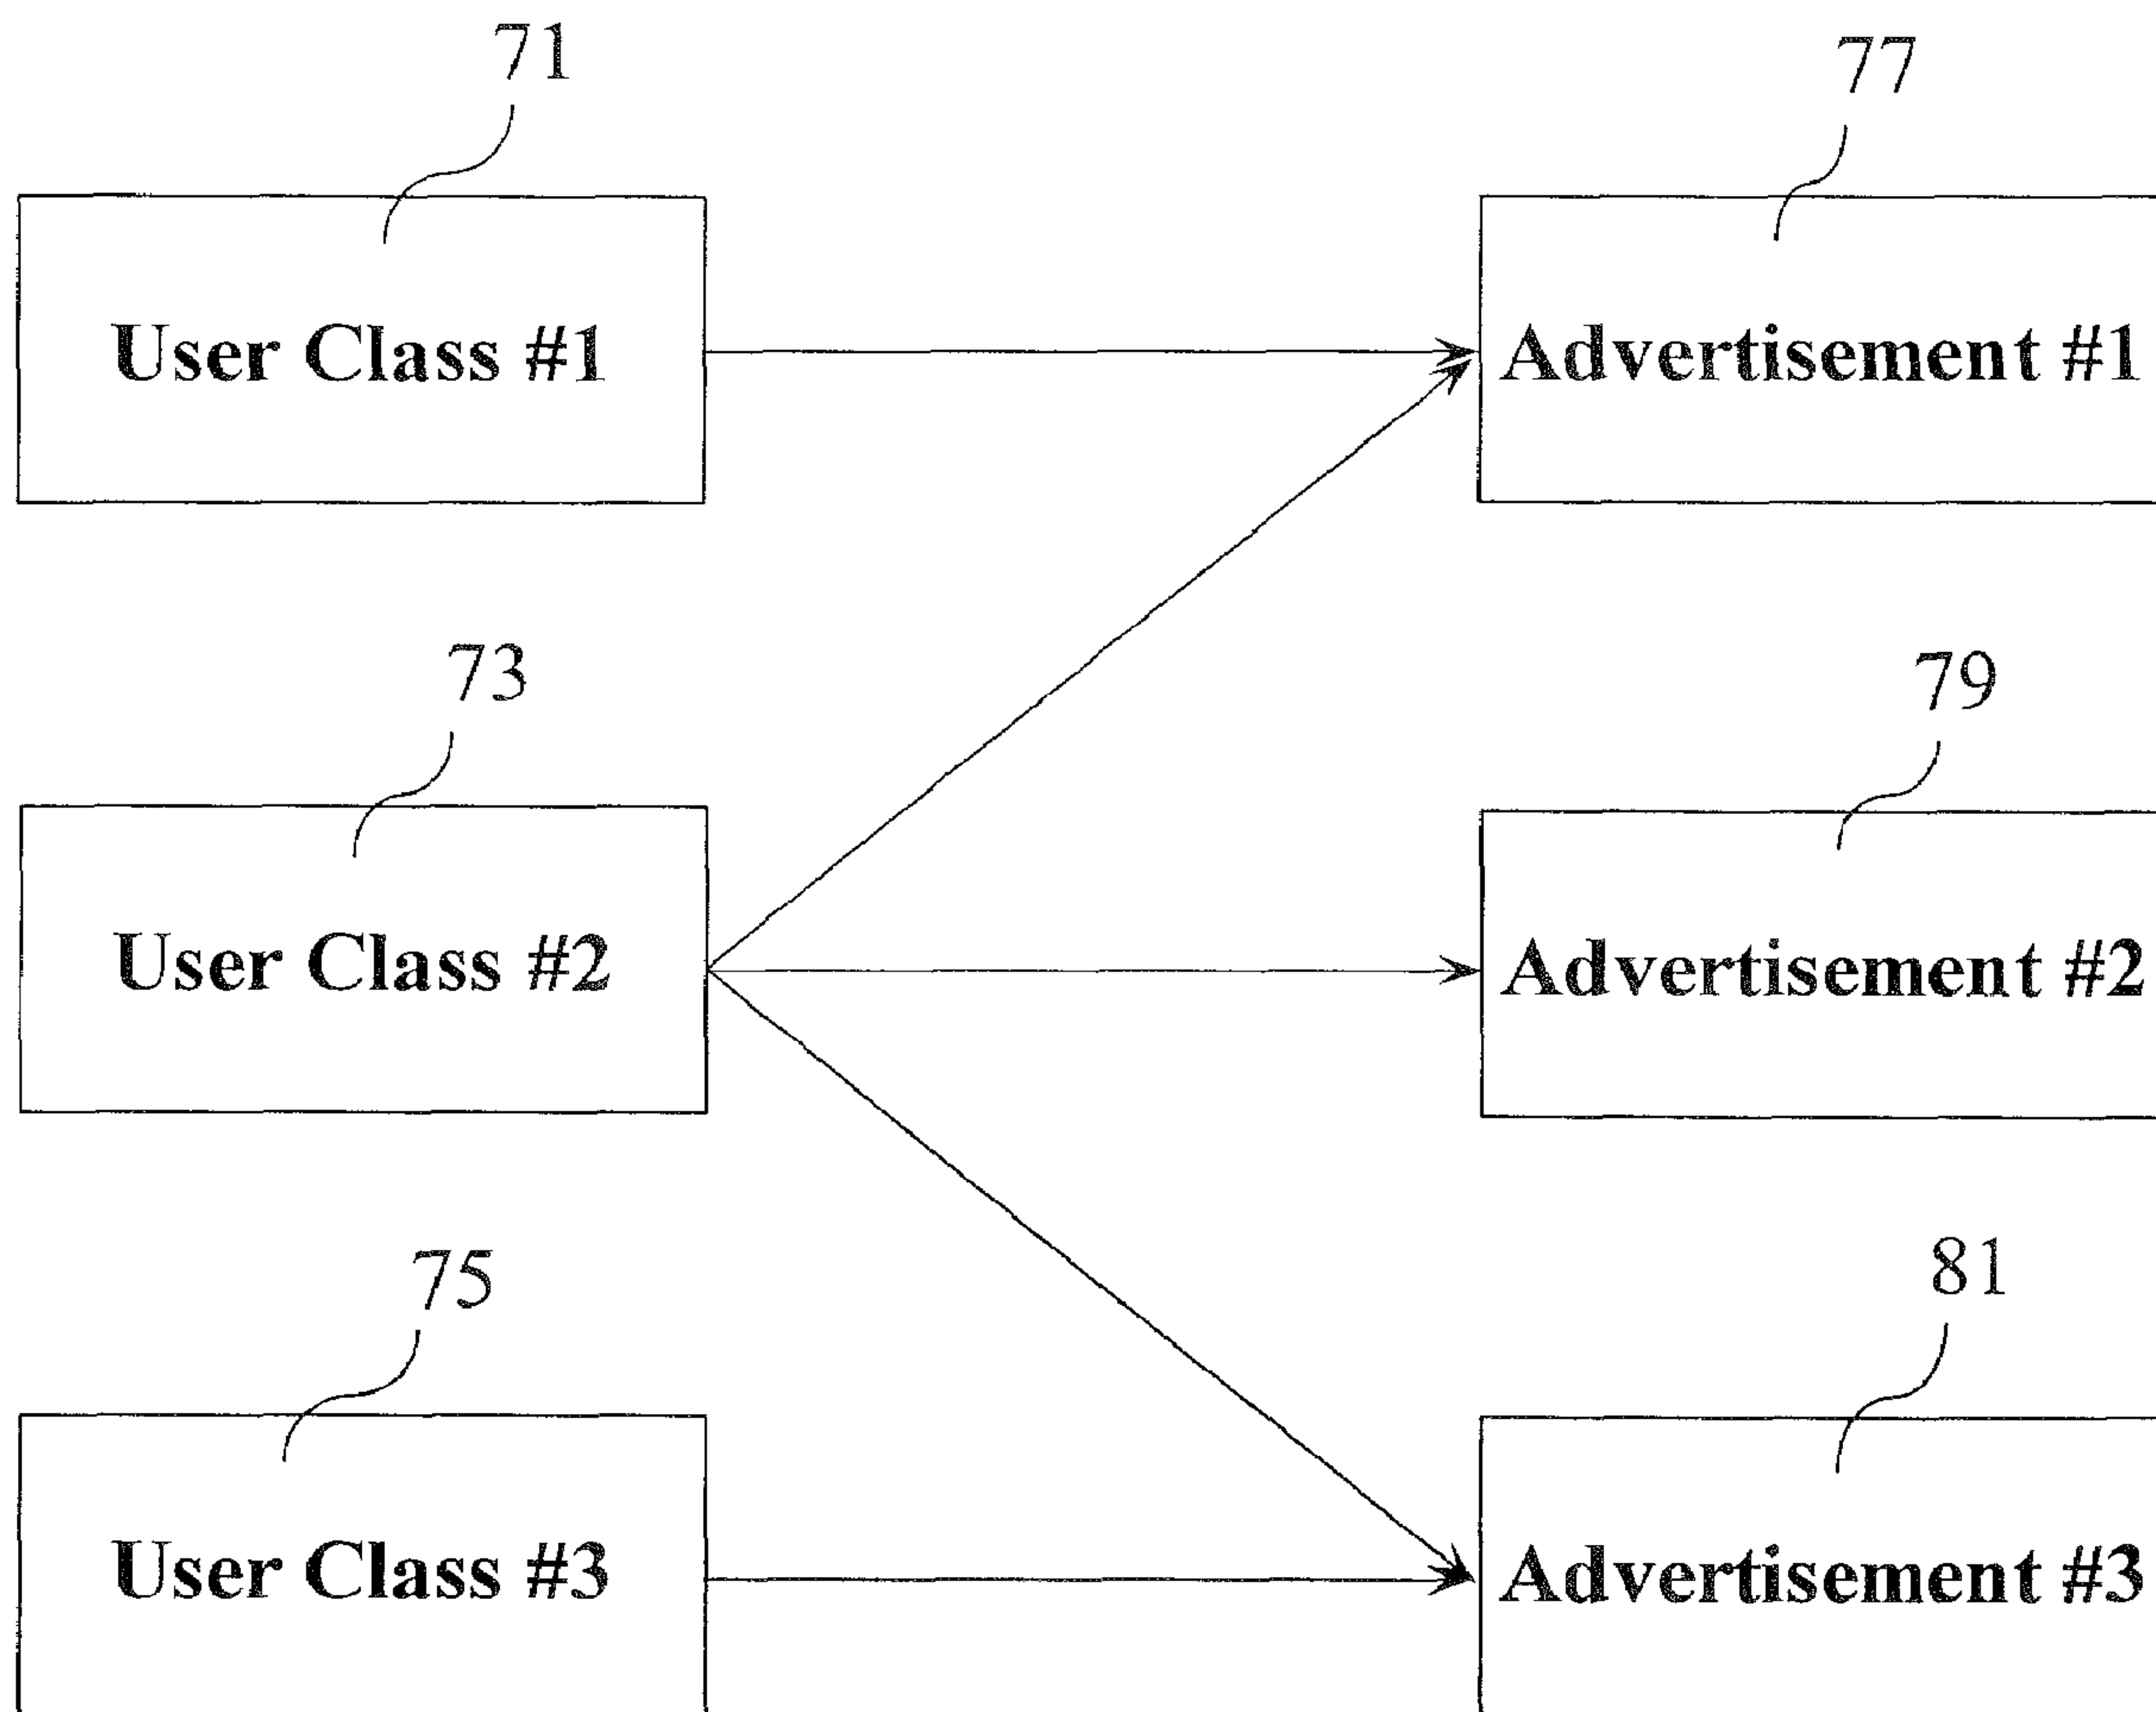 71
77
User Class #1
Advertisement #1
73
79
User Class #2
Advertisement #2
75
81
User Class #3
Advertisement #3